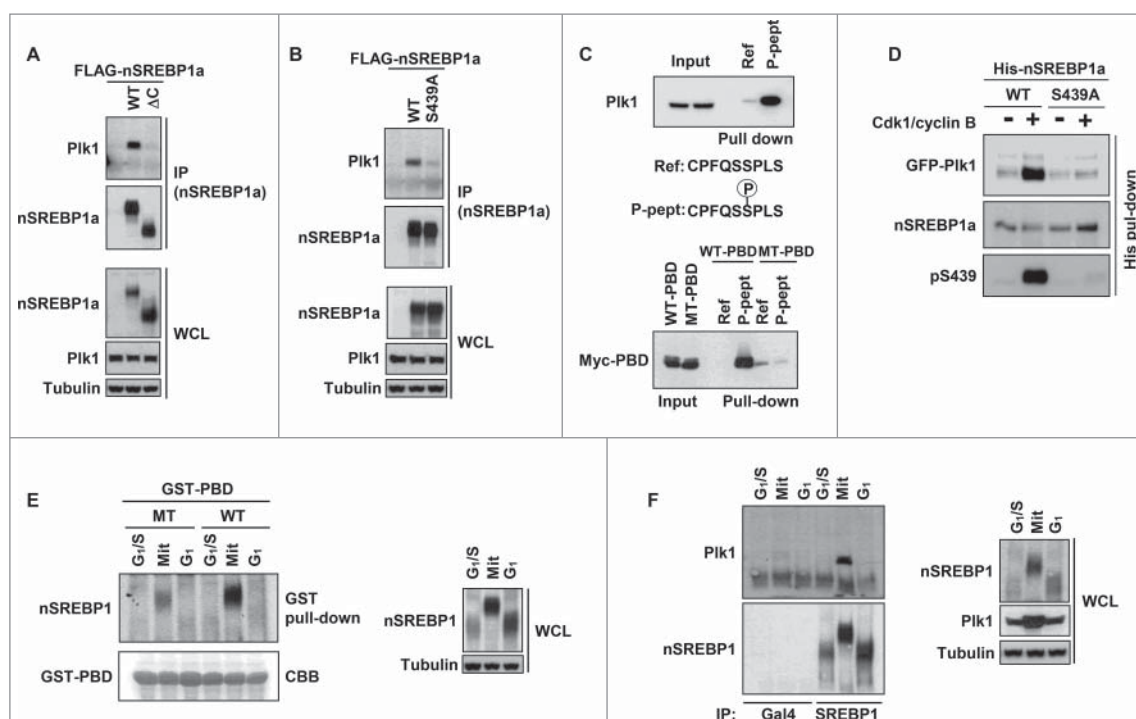 A
FLAG-nSREBP1a
WT
ΔC
Plk1
nSREBP1a
IP
(nSREBP1a)
nSREBP1a
Plk1
Tubulin
WCL
B
FLAG-nSREBP1a
WT
S439A
Plk1
nSREBP1a
IP
(nSREBP1a)
nSREBP1a
Plk1
Tubulin
WCL
C
Input
Ref
P-pept
Plk1
Pull down
Ref: CPFQSSPLS
P
P-pept: CPFQSSPLS
WT-PBD MT-PBD
WT-PBD
MT-PBD
Ref
P-pept
Ref
P-pept
Myc-PBD
Input Pull-down
D
His-nSREBP1a
WT S439A
Cdk1/cyclin B - + - +
GFP-Plk1
nSREBP1a
pS439
His pul-down
E
GST-PBD
MT WT
G1/S
Mit
G1
G1/S
Mit
G1
nSREBP1
GST
pull-down
GST-PBD CBB
G1/S
Mit
G1
nSREBP1
Tubulin
WCL
F
G1/S
Mit
G1
G1/S
Mit
G1
Plk1
nSREBP1
IP: Gal4 SREBP1
G1/S
Mit
G1
nSREBP1
Plk1
Tubulin
WCL